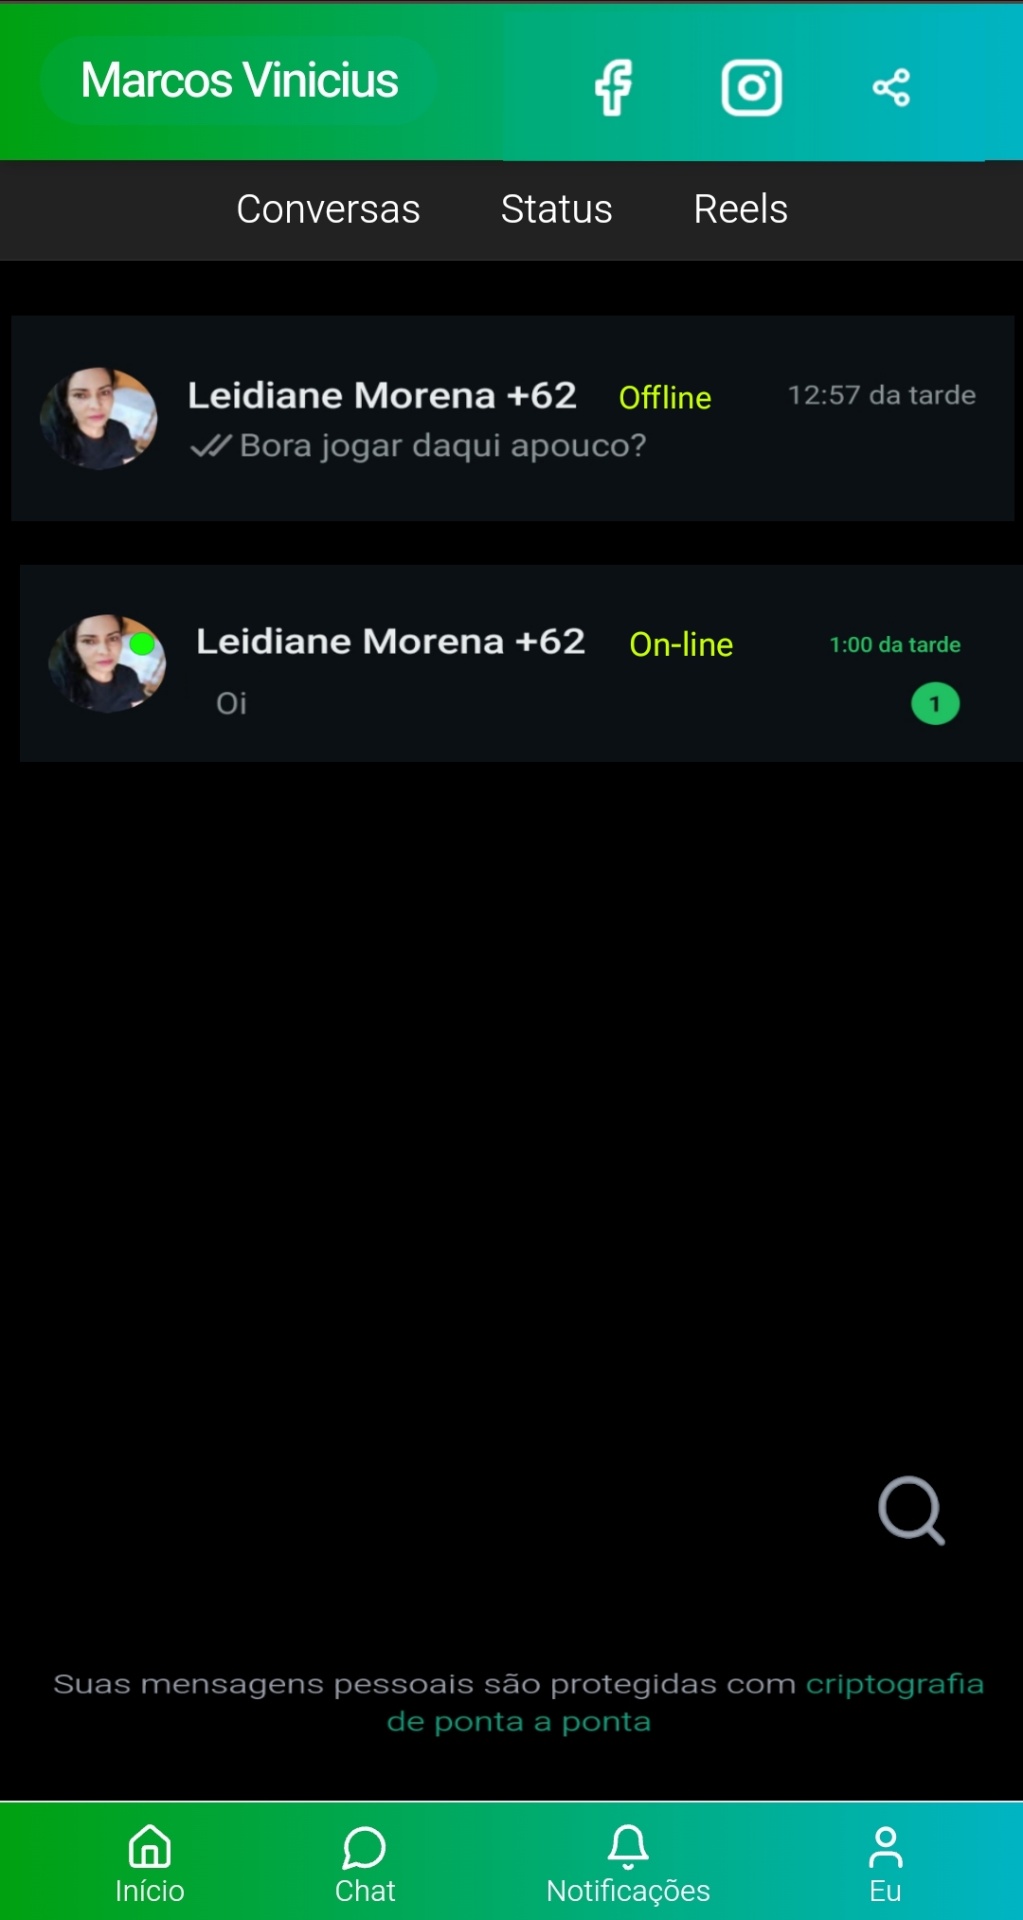 Marcos Vinicius
Conversas Status Reels
Leidiane Morena +62 Offline 12:57 da tarde
Bora jogar daqui apouco?
Leidiane Morena +62 On-line 1:00 da tarde
Oi 1
Suas mensagens pessoais são protegidas com criptografia
de ponta a ponta
Início Chat Notificações Eu